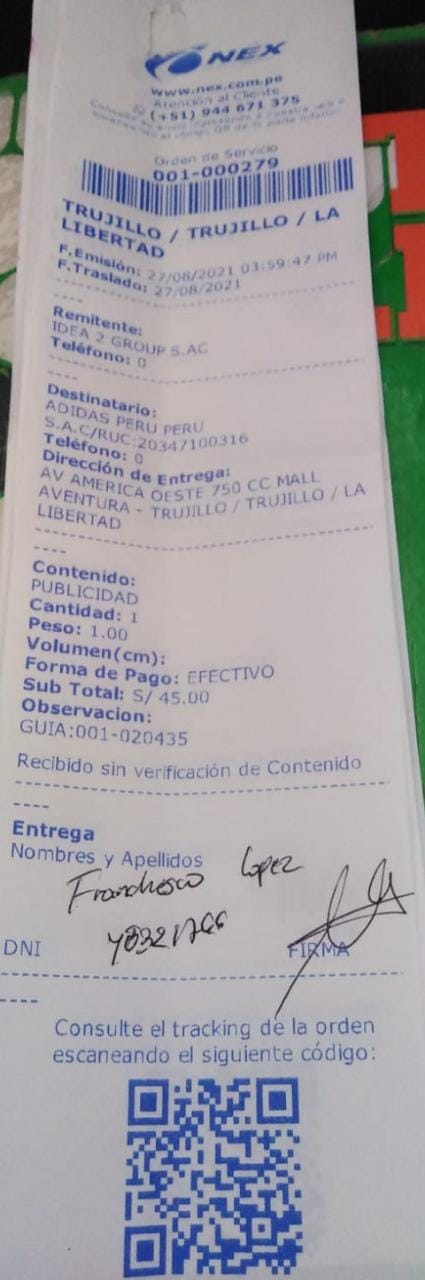 NEX
www.nex.com.pe
Atención al Cliente
(+51) 944 671 375
Orden de Servicio
001-000279
TRUJILLO / TRUJILLO / LA
LIBERTAD
F.Emisión: 27/08/2021 03:59:47 PM
F.Traslado: 27/08/2021
----
Remitente:
IDEA 2 GROUP S.AC
Teléfono: 0
----
Destinatario:
ADIDAS PERU PERU
S.A.C/RUC:20347100316
Teléfono: 0
Dirección de Entrega:
AV AMERICA OESTE 750 CC MALL
AVENTURA - TRUJILLO / TRUJILLO / LA
LIBERTAD
----
Contenido:
PUBLICIDAD
Cantidad: 1
Peso: 1.00
Volumen(cm):
Forma de Pago: EFECTIVO
Sub Total: S/ 45.00
Observacion:
GUIA:001-020435
Recibido sin verificación de Contenido
----
Entrega
Nombres y Apellidos
Lopez
DNI
FIRMA
----
Consulte el tracking de la orden
escaneando el siguiente código: